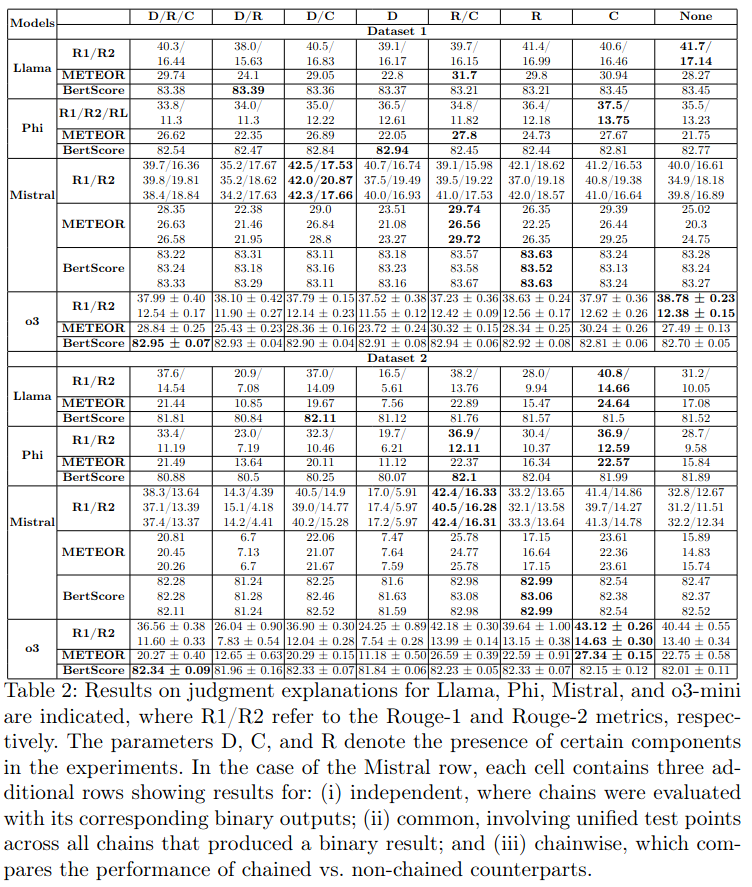 Models D/R/C D/R D/C D R/C R C None
Dataset 1
Llama R1/R2 40.3/ 38.0/ 40.5/ 39.1/ 39.7/ 41.4/ 40.6/ 41.7/
16.44 15.63 16.83 16.17 16.15 16.99 16.46 17.14
METEOR 29.74 24.1 29.05 22.8 31.7 29.8 30.94 28.27
BertScore 83.38 83.39 83.36 83.37 83.21 83.21 83.45 83.45
Phi R1/R2/RL 33.8/ 34.0/ 35.0/ 36.5/ 34.8/ 36.4/ 37.5/ 35.5/
11.3 11.3 12.22 12.61 11.82 12.18 13.75 13.23
METEOR 26.62 22.35 26.89 22.05 27.8 24.73 27.67 21.75
BertScore 82.54 82.47 82.84 82.94 82.45 82.44 82.81 82.77
Mistral R1/R2 39.7/16.36 35.2/17.67 42.5/17.53 40.7/16.74 39.1/15.98 42.1/18.62 41.2/16.53 40.0/16.61
39.8/19.81 35.2/18.62 42.0/20.87 37.5/19.49 39.5/19.22 37.0/19.18 40.8/19.38 34.9/18.18
38.4/18.84 34.2/17.63 42.3/17.66 40.0/16.93 41.0/17.53 42.0/18.57 41.0/16.64 39.8/16.89
METEOR 28.35 22.38 29.0 23.51 29.74 26.35 29.39 25.02
26.63 21.46 26.84 21.08 26.56 22.25 26.44 20.3
26.58 21.95 28.8 23.27 29.72 26.35 29.25 24.75
BertScore 83.22 83.31 83.11 83.18 83.57 83.63 83.24 83.28
83.24 83.18 83.16 83.23 83.58 83.52 83.13 83.24
83.33 83.29 83.11 83.16 83.67 83.63 83.24 83.27
o3 R1/R2 37.99 ± 0.40 38.10 ± 0.42 37.79 ± 0.15 37.52 ± 0.38 37.23 ± 0.36 38.63 ± 0.24 37.97 ± 0.36 38.78 ± 0.23
12.54 ± 0.17 11.90 ± 0.27 12.14 ± 0.23 11.55 ± 0.12 12.42 ± 0.09 12.56 ± 0.17 12.62 ± 0.26 12.38 ± 0.15
METEOR 28.84 ± 0.25 25.43 ± 0.23 28.36 ± 0.16 23.72 ± 0.24 30.32 ± 0.15 28.34 ± 0.25 30.24 ± 0.26 27.49 ± 0.13
BertScore 82.95 ± 0.07 82.93 ± 0.04 82.90 ± 0.04 82.91 ± 0.08 82.94 ± 0.06 82.92 ± 0.08 82.81 ± 0.06 82.70 ± 0.05
Dataset 2
Llama R1/R2 37.6/ 20.9/ 37.0/ 16.5/ 38.2/ 28.0/ 40.8/ 31.2/
14.54 7.08 14.09 5.61 13.76 9.94 14.66 10.05
METEOR 21.44 10.85 19.67 7.56 22.89 15.47 24.64 17.08
BertScore 81.81 80.84 82.11 81.12 81.76 81.57 81.5 81.52
Phi R1/R2 33.4/ 23.0/ 32.3/ 19.7/ 36.9/ 30.4/ 36.9/ 28.7/
11.19 7.19 10.46 6.21 12.11 10.37 12.59 9.58
METEOR 21.49 13.64 20.11 11.12 22.37 16.34 22.57 15.84
BertScore 80.88 80.5 80.25 80.07 82.1 82.04 81.99 81.89
Mistral R1/R2 38.3/13.64 14.3/4.39 40.5/14.9 17.0/5.91 42.4/16.33 33.2/13.65 41.4/14.86 32.8/12.67
37.1/13.39 15.1/4.18 39.0/14.77 17.4/5.97 40.5/16.28 32.1/13.58 39.7/14.27 31.2/11.51
37.4/13.37 14.2/4.41 40.2/15.28 17.2/5.97 42.4/16.31 33.3/13.64 41.3/14.78 32.2/12.34
METEOR 20.81 6.7 22.06 7.47 25.78 17.15 23.61 15.89
20.45 7.13 21.07 7.64 24.77 16.64 22.36 14.83
20.26 6.7 21.67 7.59 25.78 17.15 23.61 15.74
BertScore 82.28 81.24 82.25 81.6 82.98 82.99 82.54 82.47
82.28 81.28 82.46 81.63 83.08 83.06 82.38 82.38
82.11 81.24 82.52 81.59 82.98 82.99 82.54 82.52
o3 R1/R2 36.56 ± 0.38 26.04 ± 0.90 36.90 ± 0.30 24.25 ± 0.89 42.18 ± 0.30 39.64 ± 1.00 43.12 ± 0.26 40.44 ± 0.55
11.60 ± 0.33 7.83 ± 0.54 12.04 ± 0.28 7.54 ± 0.28 13.99 ± 0.14 13.15 ± 0.38 14.63 ± 0.30 13.40 ± 0.34
METEOR 20.27 ± 0.40 12.65 ± 0.63 20.29 ± 0.15 11.18 ± 0.50 26.59 ± 0.39 22.59 ± 0.91 27.34 ± 0.15 22.75 ± 0.58
BertScore 82.34 ± 0.09 81.96 ± 0.16 82.33 ± 0.07 81.84 ± 0.06 82.23 ± 0.05 82.33 ± 0.07 82.15 ± 0.12 82.01 ± 0.11
Table 2: Results on judgment explanations for Llama, Phi, Mistral, and o3-mini
are indicated, where R1/R2 refer to the Rouge-1 and Rouge-2 metrics, respec-
tively. The parameters D, C, and R denote the presence of certain components
in the experiments. In the case of the Mistral row, each cell contains three ad-
ditional rows showing results for: (i) independent, where chains were evaluated
with its corresponding binary outputs; (ii) common, involving unified test points
across all chains that produced a binary result; and (iii) chainwise, which com-
pares the performance of chained vs. non-chained counterparts.